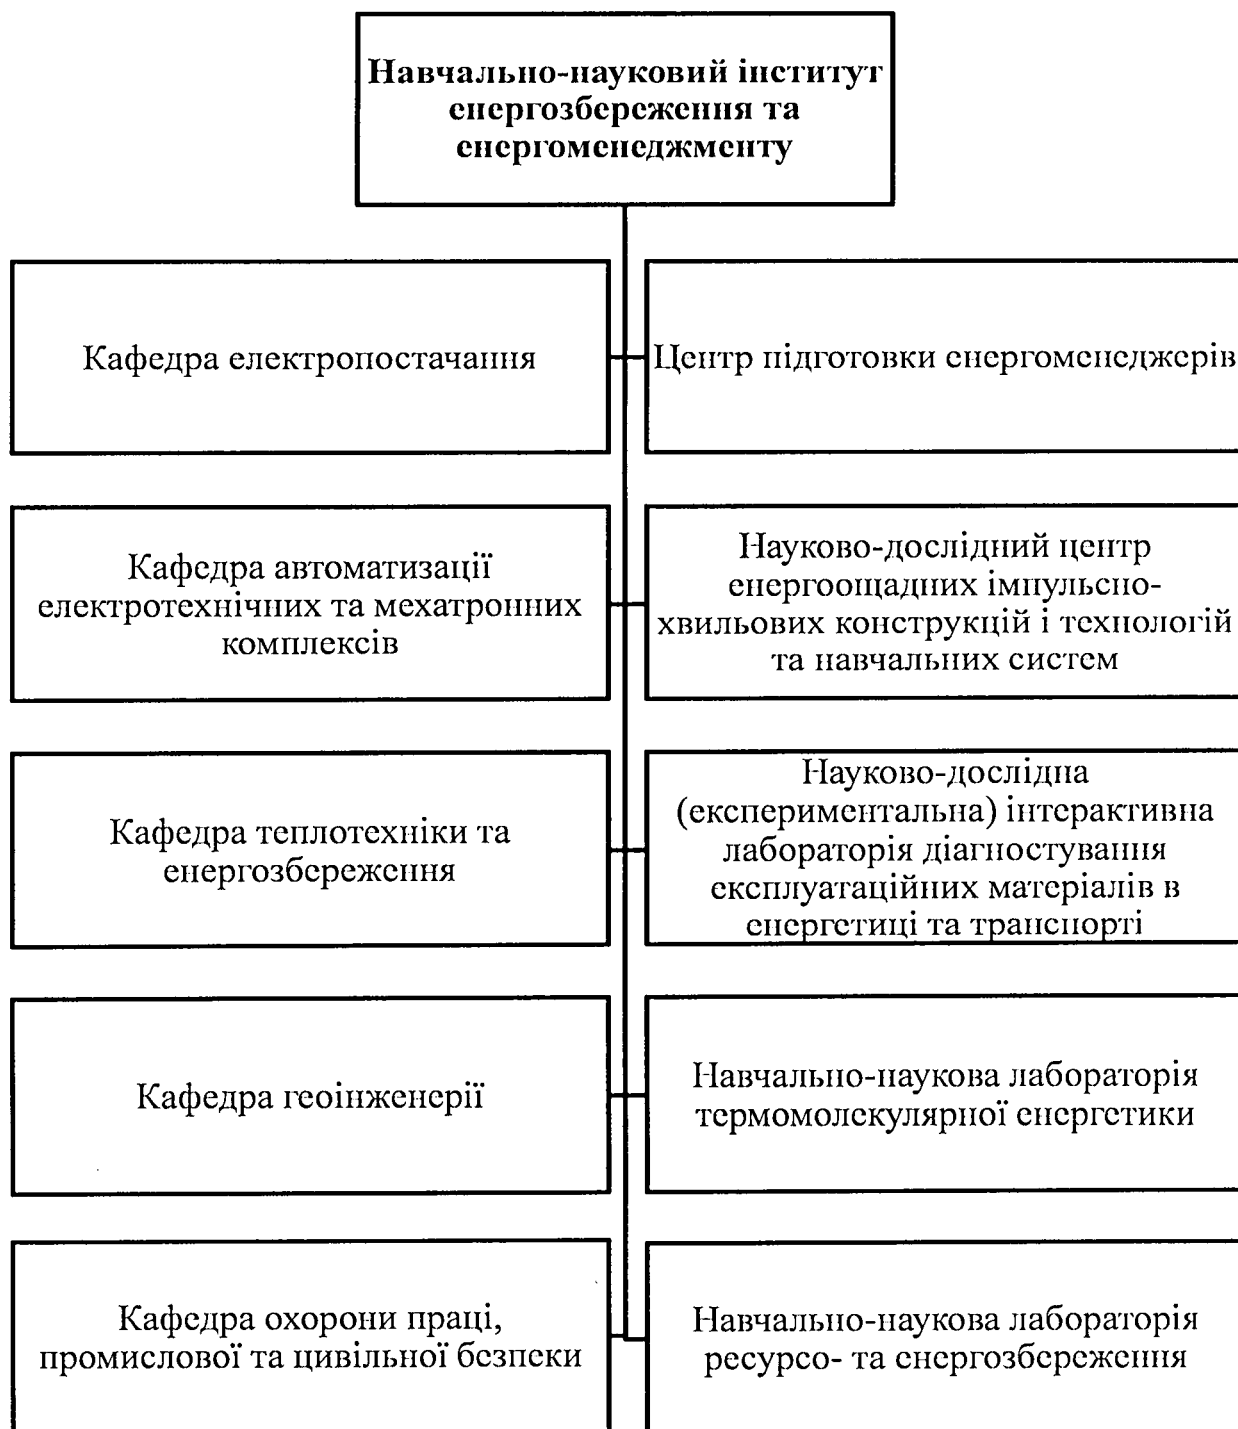 Навчально-науковий інститут
енергозбереження та
енергоменеджменту
Кафедра електропостачання
Центр підготовки енергоменеджерів
Кафедра автоматизації
електротехнічних та мехатронних
комплексів
Науково-дослідний центр
енергоощадних імпульсно-
хвильових конструкцій і технологій
та навчальних систем
Кафедра теплотехніки та
енергозбереження
Науково-дослідна
(експериментальна) інтерактивна
лабораторія діагностування
експлуатаційних матеріалів в
енергетиці та транспорті
Кафедра геоінженерії
Навчально-наукова лабораторія
термомолекулярної енергетики
Кафедра охорони праці,
промислової та цивільної безпеки
Навчально-наукова лабораторія
ресурсо- та енергозбереження